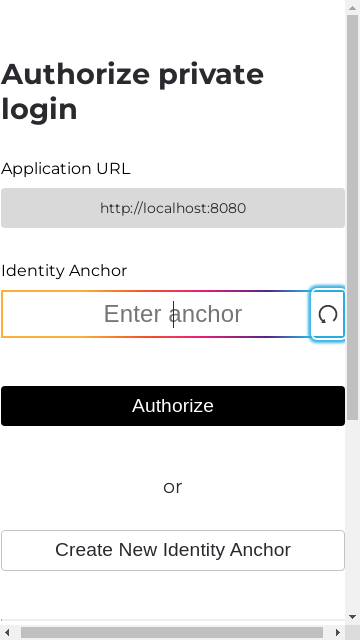 Authorize private
login
Application URL
http://localhost:8080
Identity Anchor
Enter anchor
Authorize
or
Create New Identity Anchor